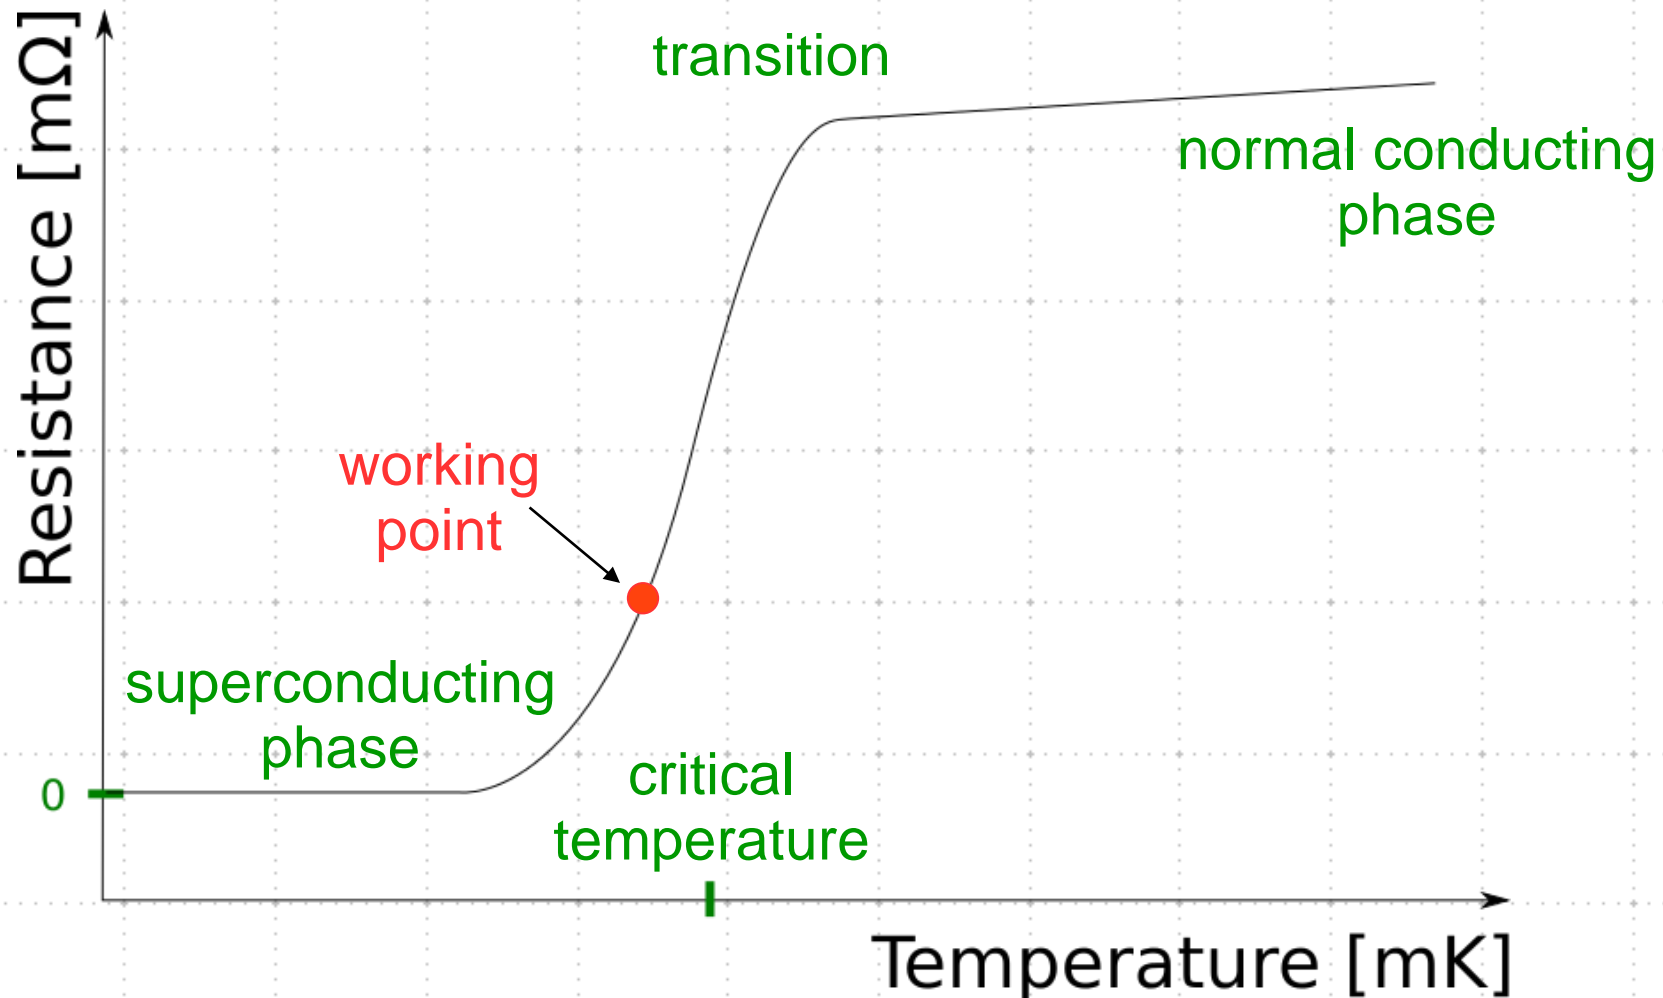 Resistance [mΩ]
transition
normal conducting
phase
working
point
superconducting
phase
0
critical
temperature
Temperature [mK]